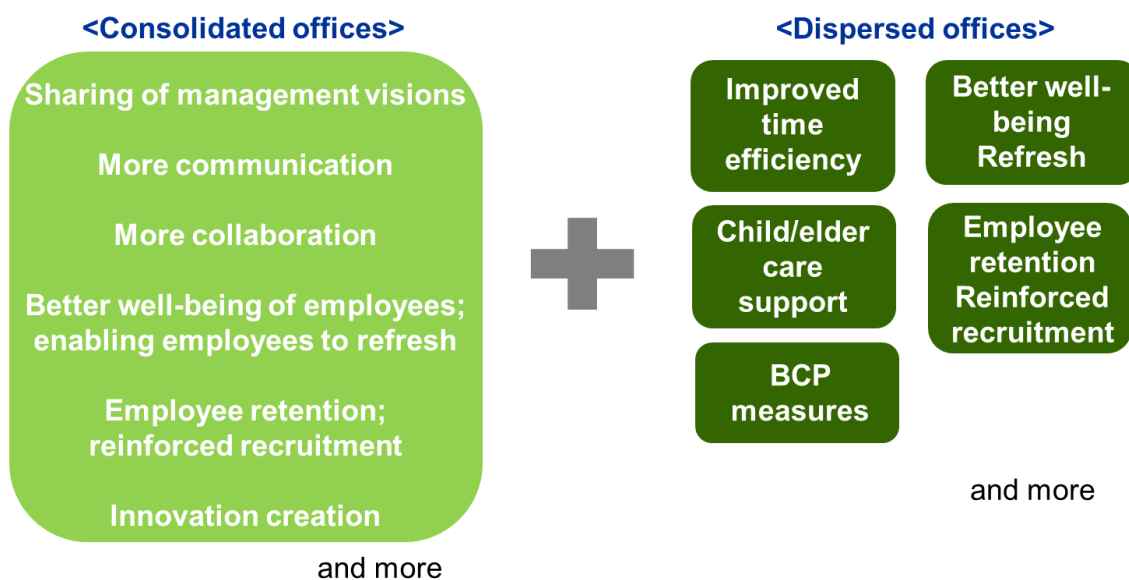 <Consolidated offices>
Sharing of management visions
More communication
More collaboration
Better well-being of employees;
enabling employees to refresh
Employee retention;
reinforced recruitment
Innovation creation
and more
<Dispersed offices>
Improved
time
efficiency
Better well-
being
Refresh
Child/elder
care
support
Employee
retention
Reinforced
recruitment
BCP
measures
and more